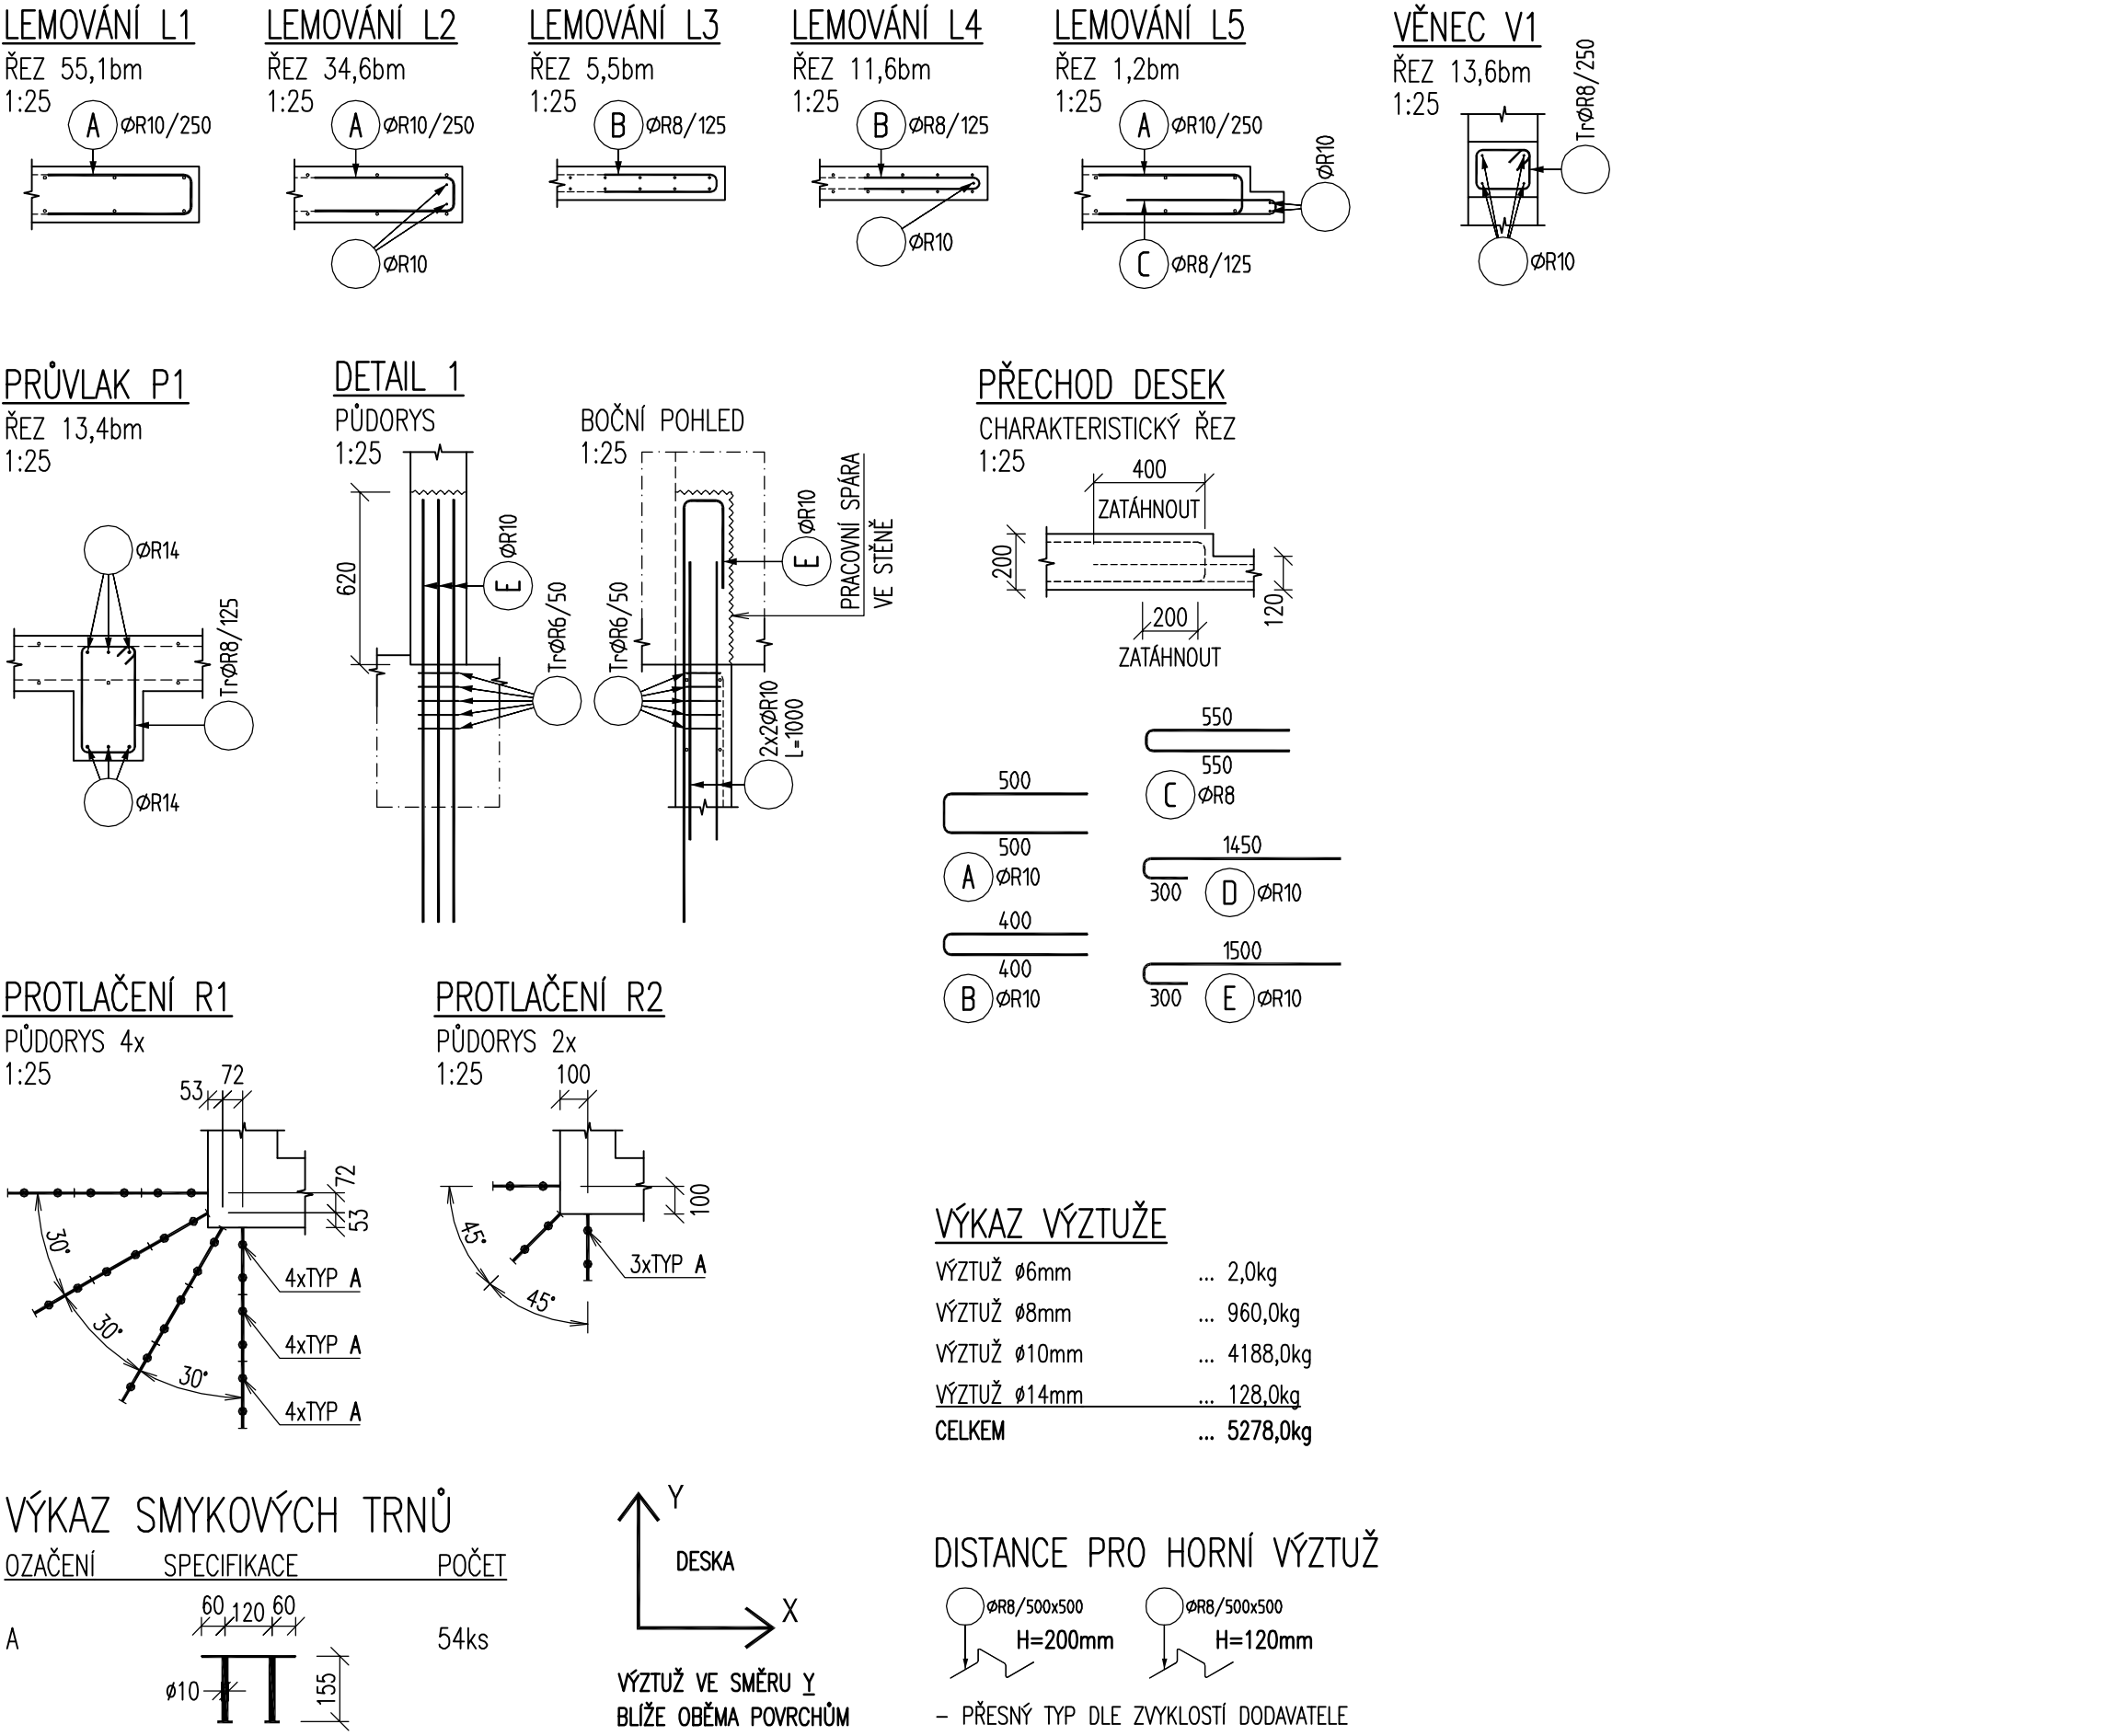 LEMOVÁNÍ L1
ŘEZ 55,1bm
1:25
A
ØR10/250
LEMOVÁNÍ L2
ŘEZ 34,6bm
1:25
A
ØR10/250
ØR10
LEMOVÁNÍ L3
ŘEZ 5,5bm
1:25
B
ØR8/125
LEMOVÁNÍ L4
ŘEZ 11,6bm
1:25
B
ØR8/125
ØR10
LEMOVÁNÍ L5
ŘEZ 1,2bm
1:25
A
ØR10/250
ØR10
C
ØR8/125
VĚNEC V1
ŘEZ 13,6bm
1:25
TrØR8/250
ØR10
PRŮVLAK P1
ŘEZ 13,4bm
1:25
ØR14
TrØR8/125
ØR14
DETAIL 1
PŮDORYS
1:25
620
E
ØR10
TrØR6/50
BOČNÍ POHLED
1:25
E
ØR10
PRACOVNÍ SPÁRA
VE STĚNĚ
TrØR6/50
2x2ØR10
L=1000
PŘECHOD DESEK
CHARAKTERISTICKÝ ŘEZ
1:25
400
ZATÁHNOUT
200
120
200
ZATÁHNOUT
500
500
A
ØR10
400
400
B
ØR10
550
550
C
ØR8
1450
300
D
ØR10
1500
300
E
ØR10
PROTLAČENÍ R1
PŮDORYS 4x
1:25
53
72
72
53
30°
30°
30°
4xTYP A
4xTYP A
4xTYP A
PROTLAČENÍ R2
PŮDORYS 2x
1:25
100
100
45°
45°
3xTYP A
VÝKAZ VÝZTUŽE
VÝZTUŽ ø6mm ... 2,0kg
VÝZTUŽ ø8mm ... 960,0kg
VÝZTUŽ ø10mm ... 4188,0kg
VÝZTUŽ ø14mm ... 128,0kg
CELKEM ... 5278,0kg
VÝKAZ SMYKOVÝCH TRNŮ
OZAČENÍ SPECIFIKACE POČET
60 120 60
A
54ks
ø10
155
Y
DESKA
X
VÝZTUŽ VE SMĚRU Y
BLÍŽE OBĚMA POVRCHŮM
DISTANCE PRO HORNÍ VÝZTUŽ
ØR8/500x500
H=200mm
ØR8/500x500
H=120mm
– PŘESNÝ TYP DLE ZVYKLOSTÍ DODAVATELE